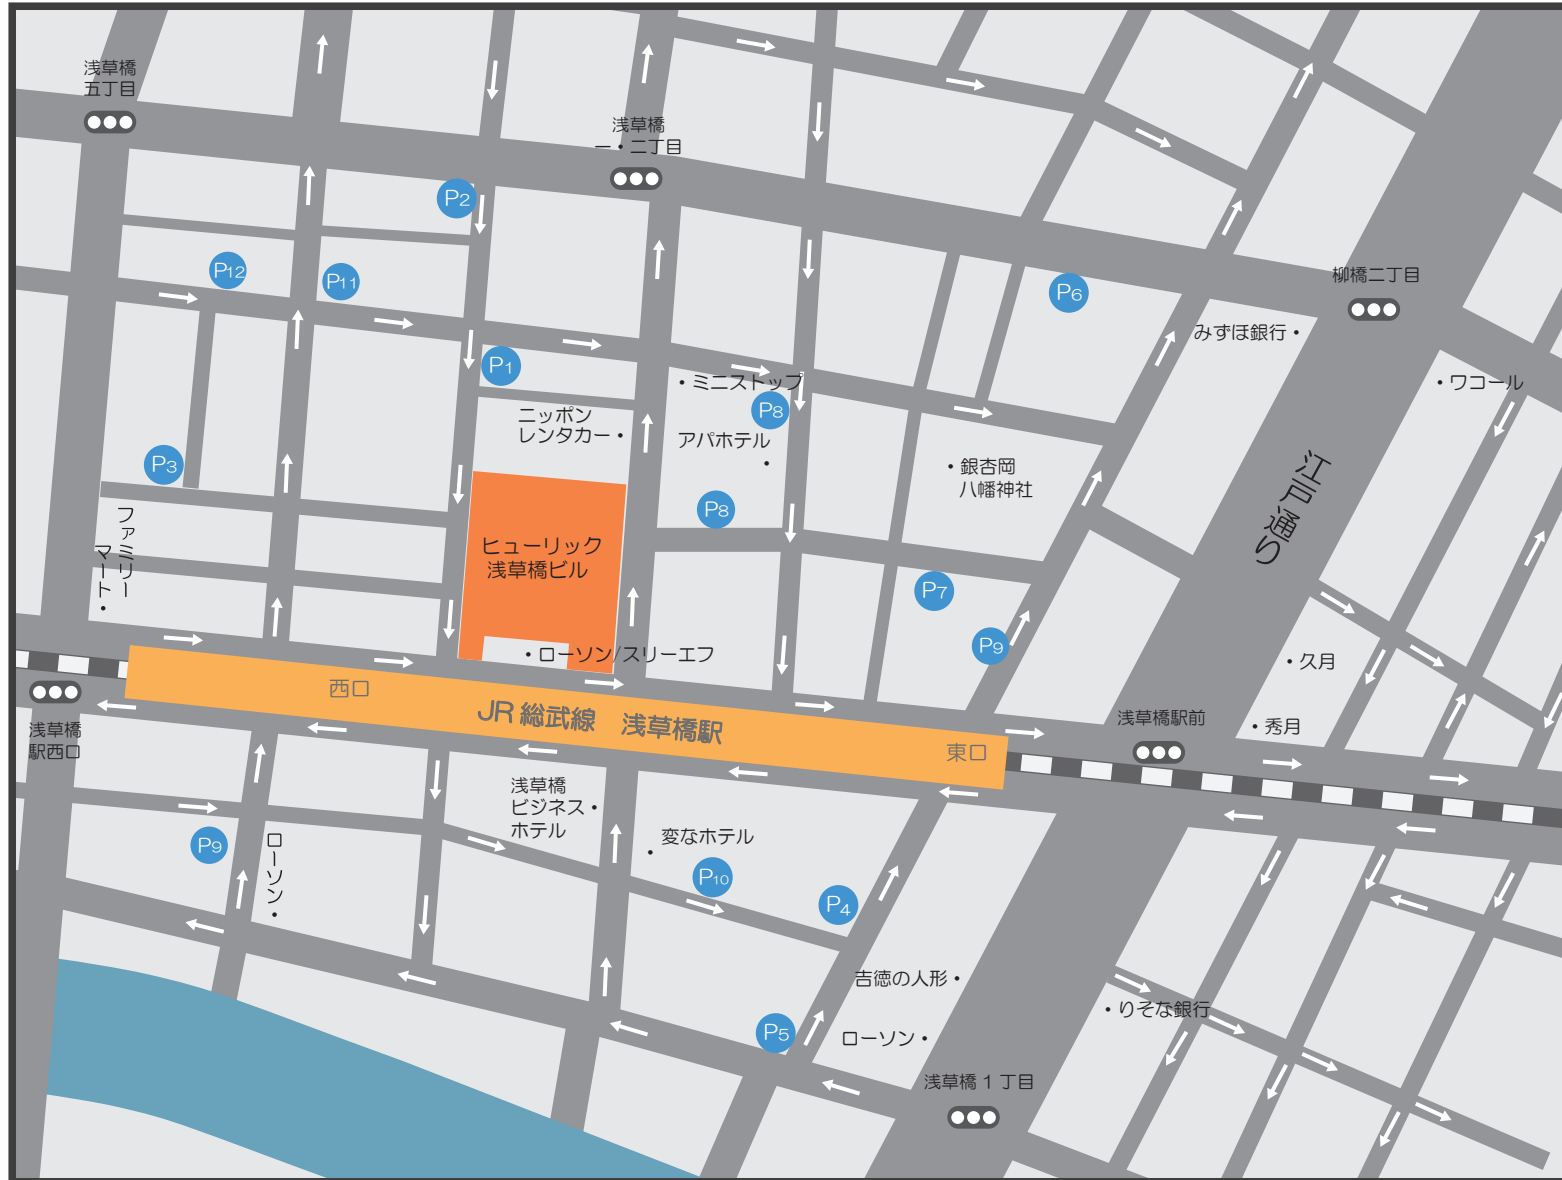 浅草橋
五丁目
浅草橋
一・二丁目
P2
P12
P11
P6
柳橋二丁目
みずほ銀行・
・ワコール
P1
・ミニストップ
P8
ニッポン
レンタカー・
アパホテル
・
P3
・銀杏岡
八幡神社
江戸通り
P8
ファミリー
マート・
ヒューリック
浅草橋ビル
P7
P9
・ローソン/スリーエフ
・久月
西口
JR 総武線 浅草橋駅
東口
浅草橋駅前
・秀月
浅草橋
駅西口
浅草橋
ビジネス・
ホテル
変なホテル
・
P9
ローソン・
P10
P4
吉徳の人形・
・りそな銀行
P5
ローソン・
浅草橋 1 丁目